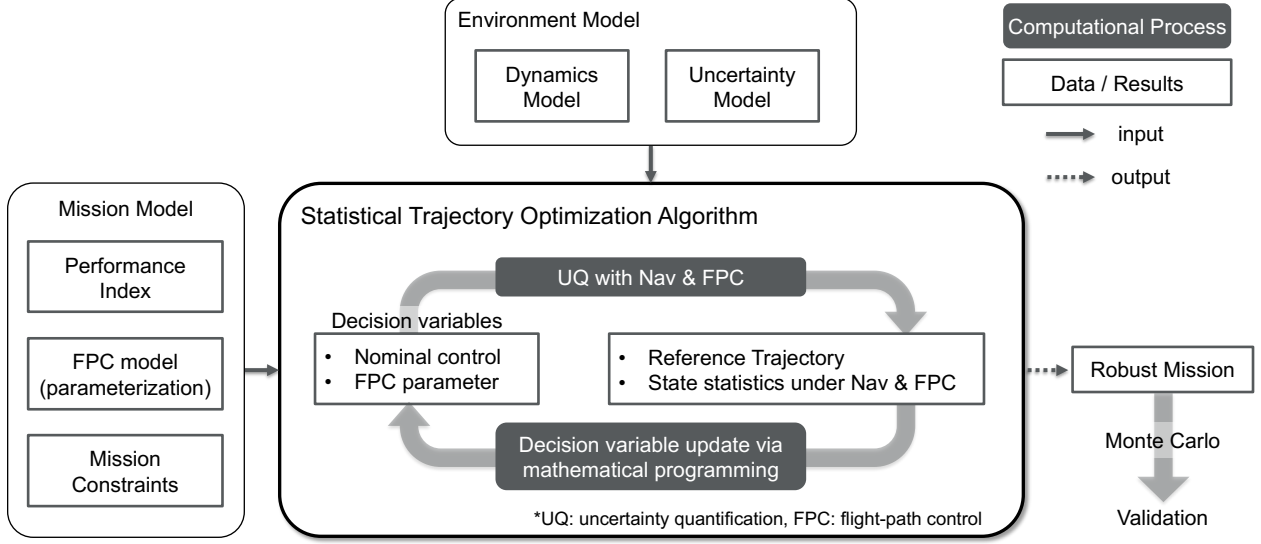 Environment Model
Dynamics
Model
Uncertainty
Model
Computational Process
Data / Results
input
output
Mission Model
Performance
Index
FPC model
(parameterization)
Mission
Constraints
Statistical Trajectory Optimization Algorithm
UQ with Nav & FPC
Decision variables
• Nominal control
• FPC parameter
• Reference Trajectory
• State statistics under Nav & FPC
Decision variable update via
mathematical programming
*UQ: uncertainty quantification, FPC: flight-path control
Robust Mission
Monte Carlo
Validation